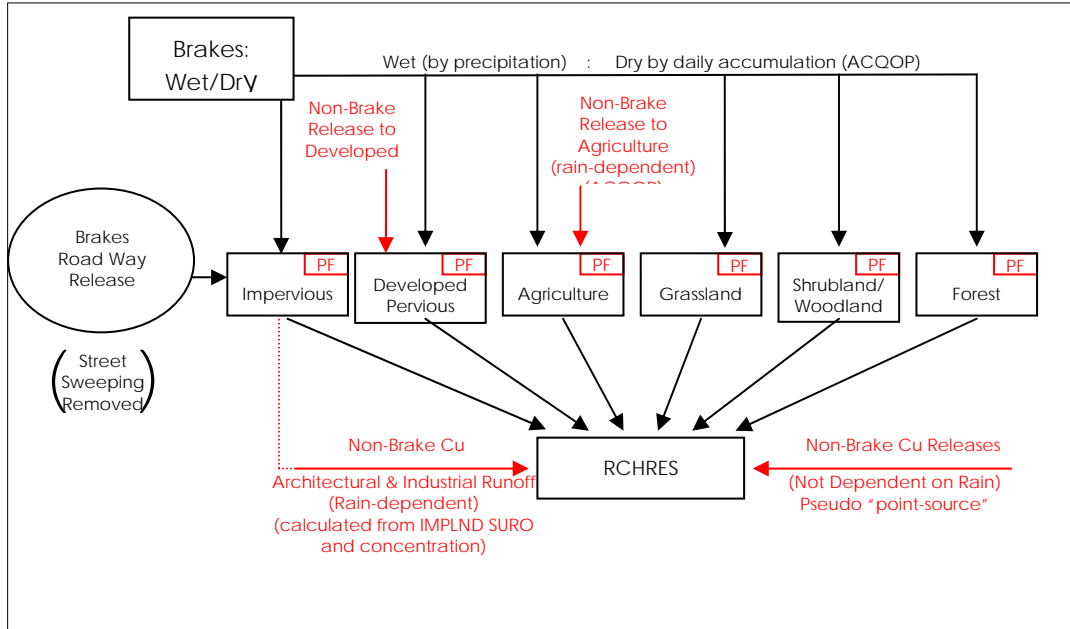 Brakes:
Wet/Dry
Wet (by precipitation) : Dry by daily accumulation (ACQOP)
Non-Brake
Release to
Developed
Non-Brake
Release to
Agriculture
(rain-dependent)
Brakes
Road Way
Release
PF
Impervious
PF
Developed
Pervious
PF
Agriculture
PF
Grassland
PF
Shrubland/
Woodland
PF
Forest
(Street
Sweeping
Removed)
Non-Brake Cu
Architectural & Industrial Runoff
(Rain-dependent)
(calculated from IMPLND SURO
and concentration)
RCHRES
Non-Brake Cu Releases
(Not Dependent on Rain)
Pseudo "point-source"